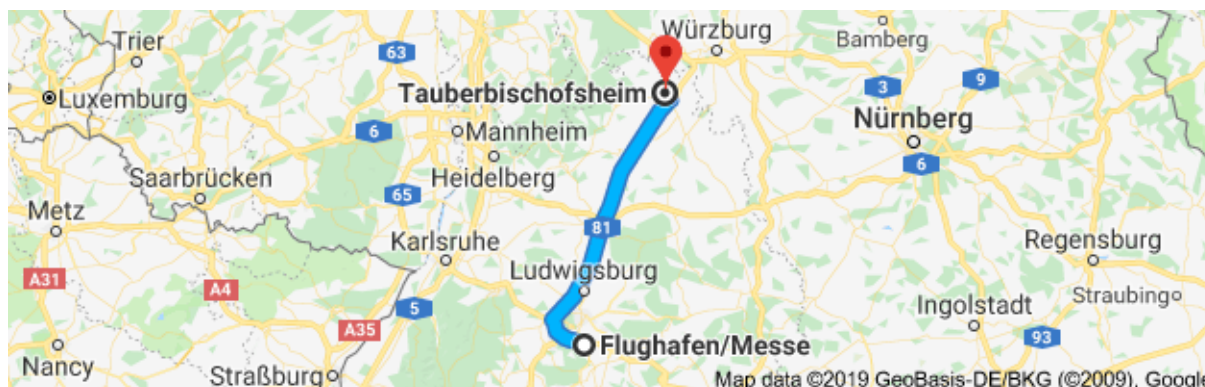 Trier
63
Würzburg
Bamberg
Luxemburg
Tauberbischofsheim
3
9
6
Mannheim
Nürnberg
Saarbrücken
Heidelberg
6
65
Metz
81
Karlsruhe
Regensburg
A31
A4
Ludwigsburg
5
Ingolstadt
Straubing
A35
93
Nancy
Flughafen/Messe
Straßburg
Map data ©2019 GeoBasis-DE/BKG (©2009), Google